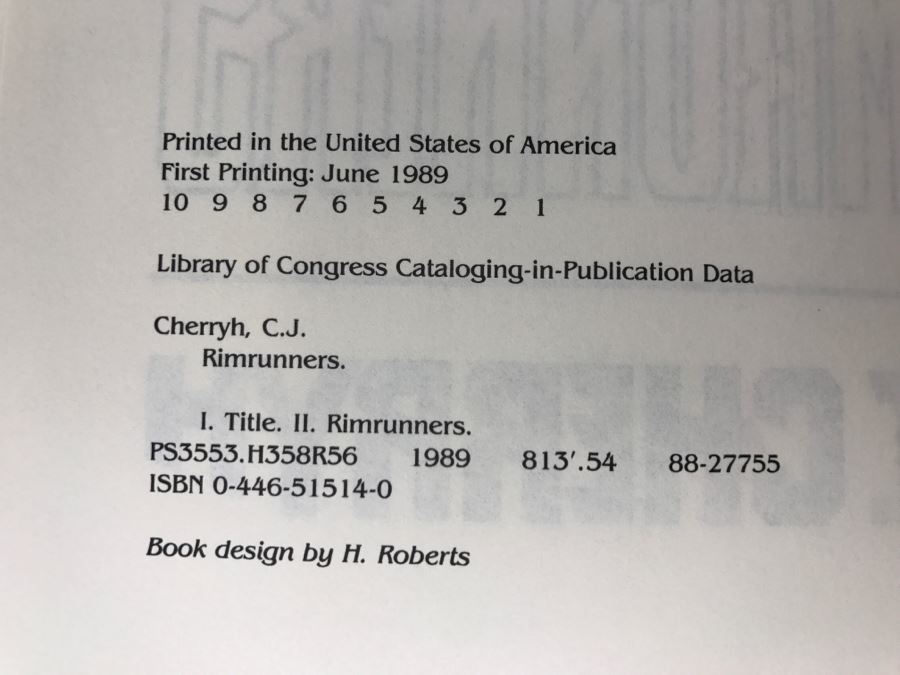 Printed in the United States of America
First Printing: June 1989
10 9 8 7 6 5 4 3 2 1
Library of Congress Cataloging-in-Publication Data
Cherryh, C.J.
Rimrunners.
I. Title. II. Rimrunners.
PS3553.H358R56 1989 813'.54 88-27755
ISBN 0-446-51514-0
Book design by H. Roberts